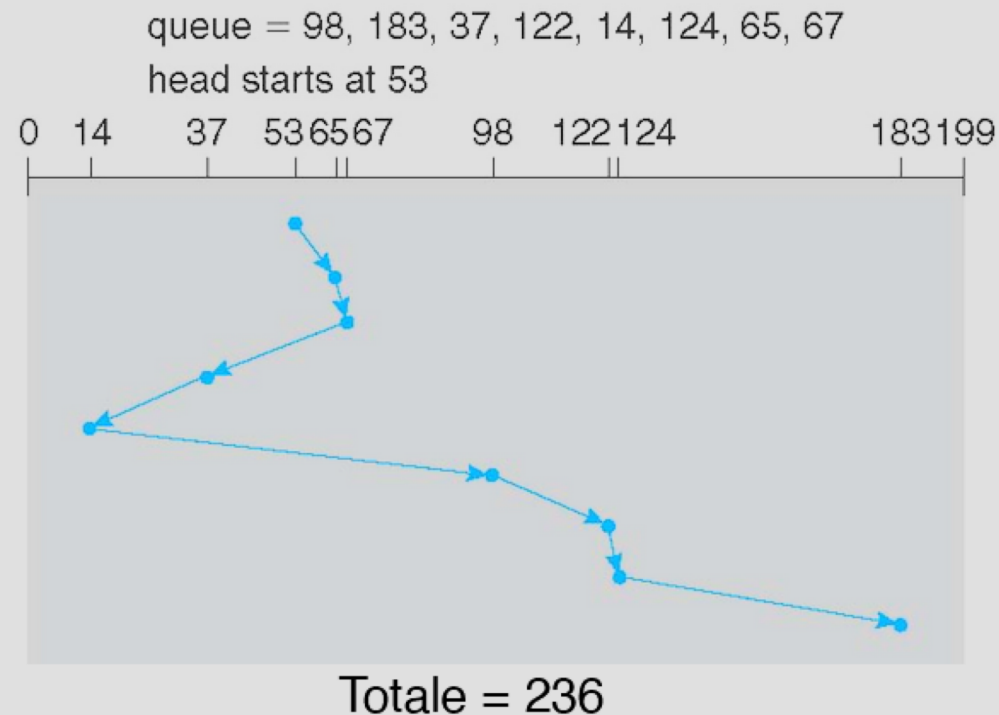 queue = 98, 183, 37, 122, 14, 124, 65, 67
head starts at 53
0 14 37 53 65 67 98 122 124 183 199
Totale = 236